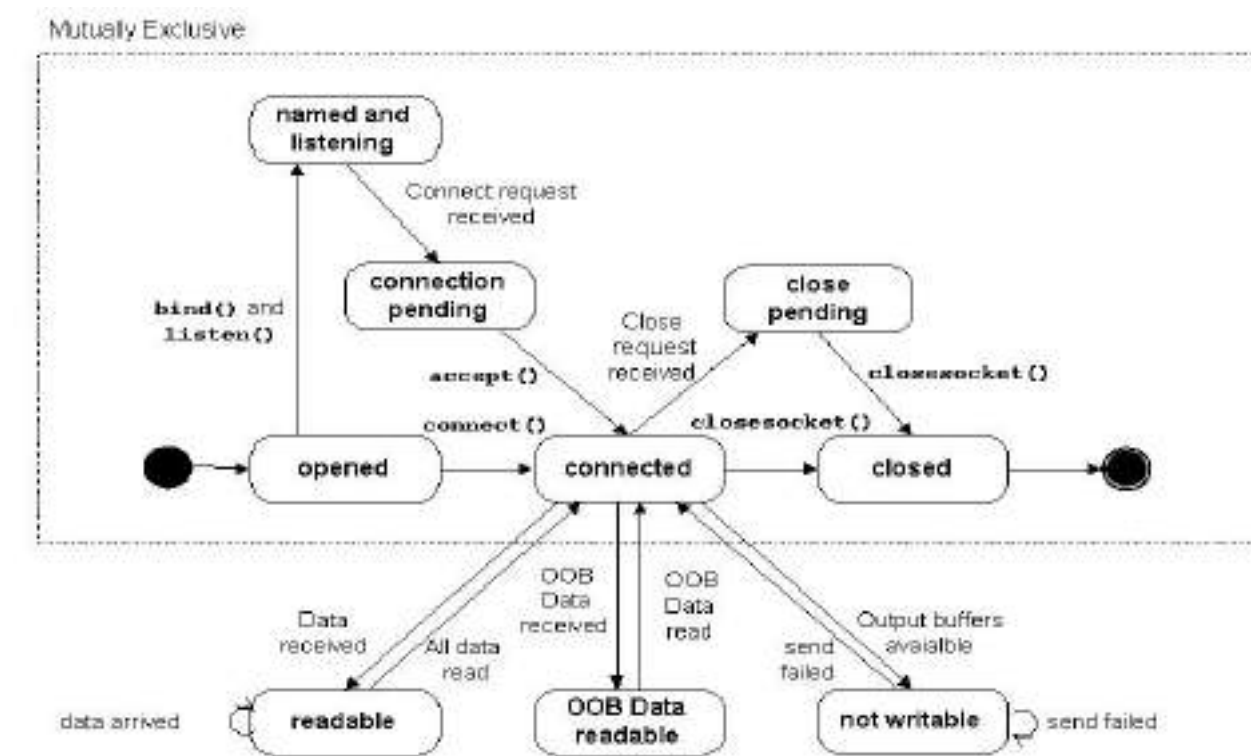 Mutually Exclusive
named and
listening
Connect request
received
connection
pending
close
pending
bind() and
listen()
Close
request
received
accept()
closesocket()
connect()
closesocket()
opened
connected
closed
Data
received
All data
read
OOB
Data
received
OOB
Data
read
send
failed
Output buffers
avaialble
data arrived
readable
OOB Data
readable
not writable
send failed